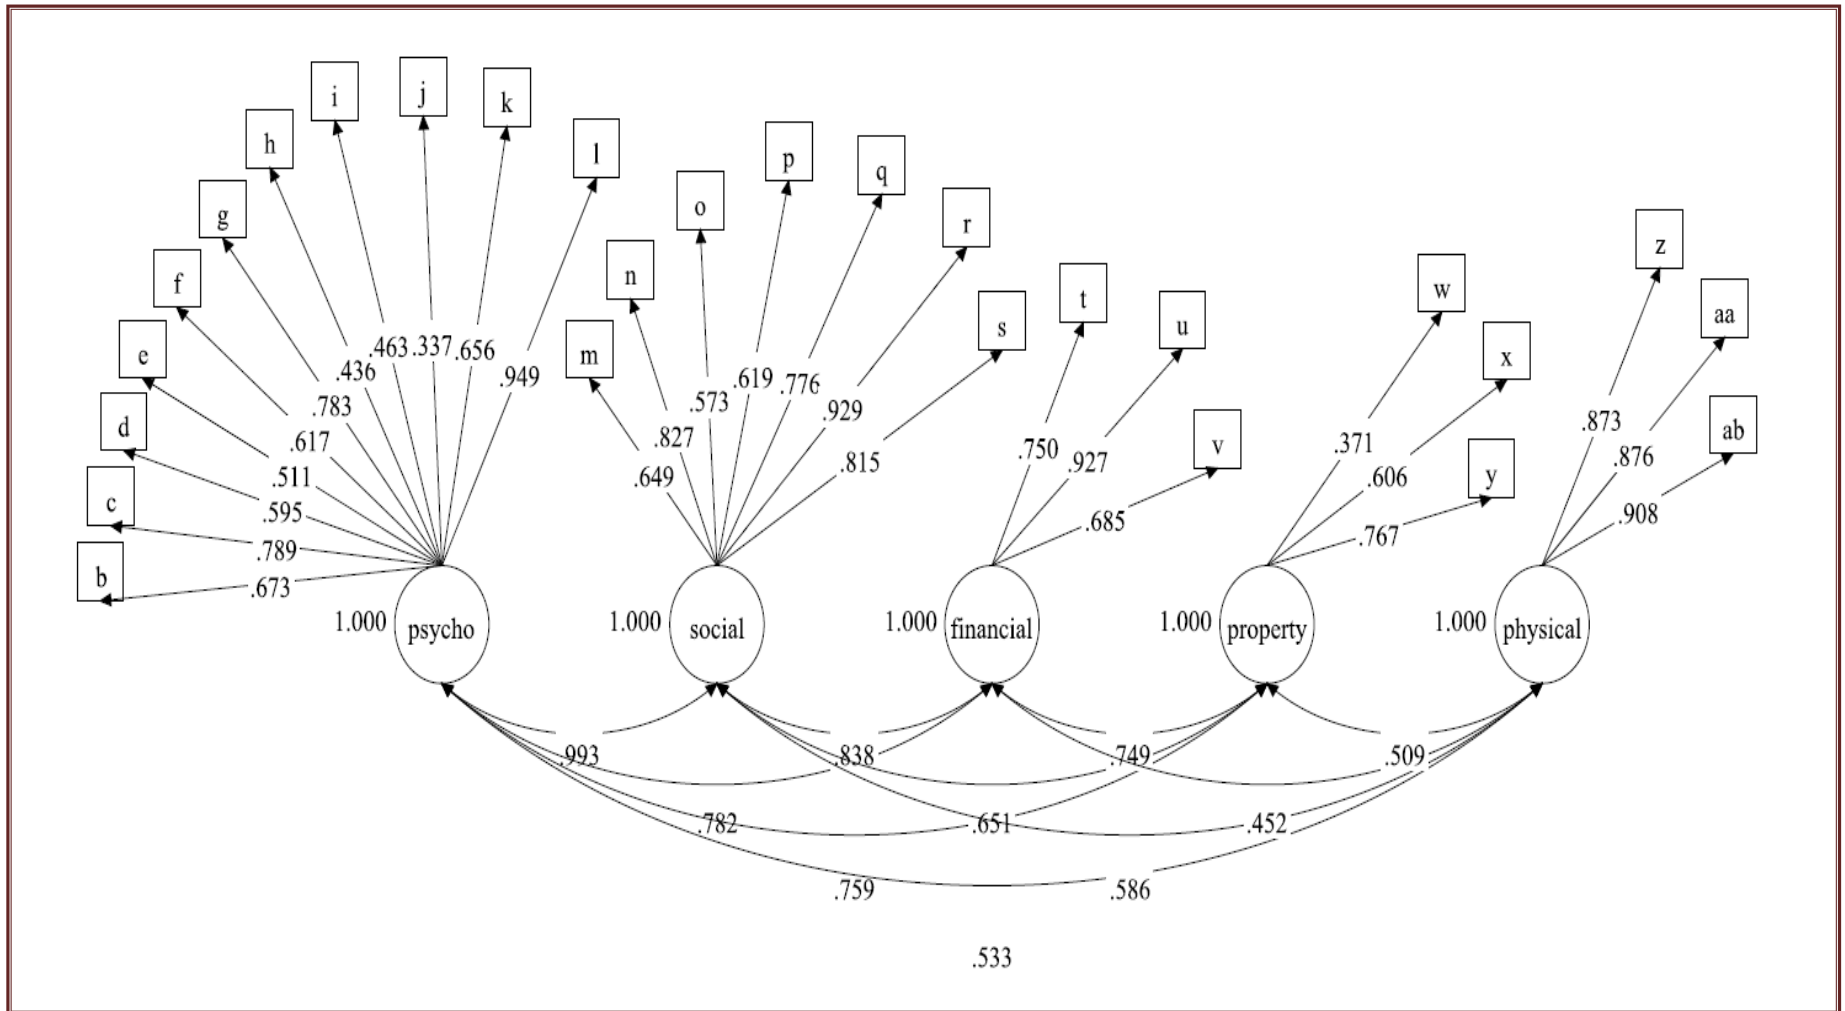 j
i
k
h
l
p
q
g
o
r
z
n
f
w
t
aa
u
s
.463
.337
.656
e
m
x
.436
.949
.619
.776
.783
.573
.929
.873
d
ab
.617
.827
.750
.371
v
.876
.927
.815
.649
.511
.606
y
c
.595
.685
.767
.908
.789
b
.673
1.000 psycho
1.000 social
1.000 financial
1.000 property
1.000 physical
.993
.838
.749
.509
.782
.651
.452
.759
.586
.533